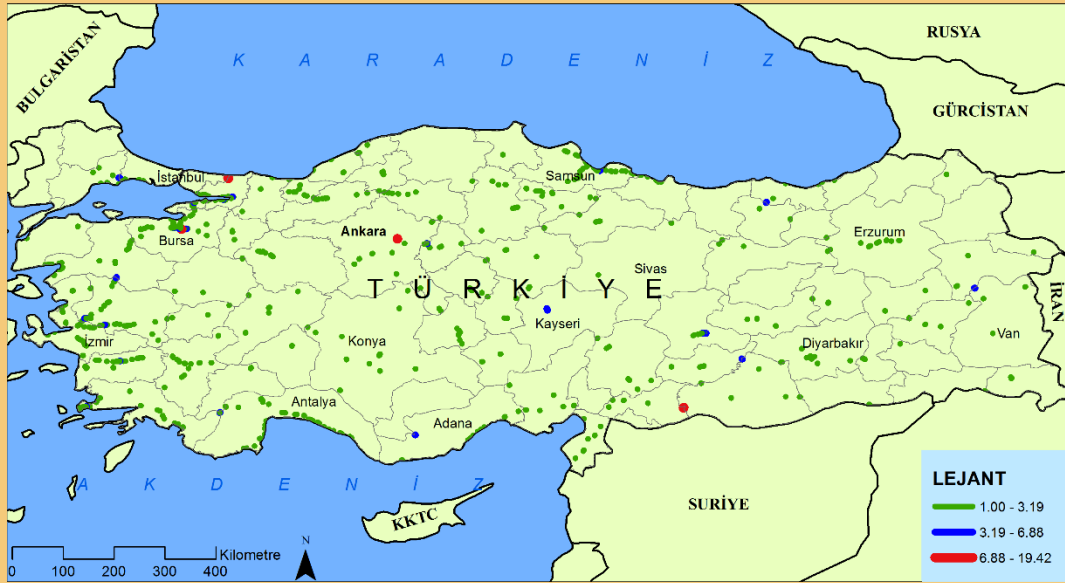 RUSYA
BULGARİSTAN
K A R A D E N İ Z
GÜRCİSTAN
İstanbul
Samsun
Bursa
Ankara
Erzurum
Sivas
T Ü R K İ Y E
İRAN
Kayseri
İzmir
Konya
Diyarbakır
Van
Antalya
Adana
A K D E N İ Z
KKTC
SURİYE
LEJANT
1.00 - 3.19
3.19 - 6.88
6.88 - 19.42
Kilometre
0 100 200 300 400
N